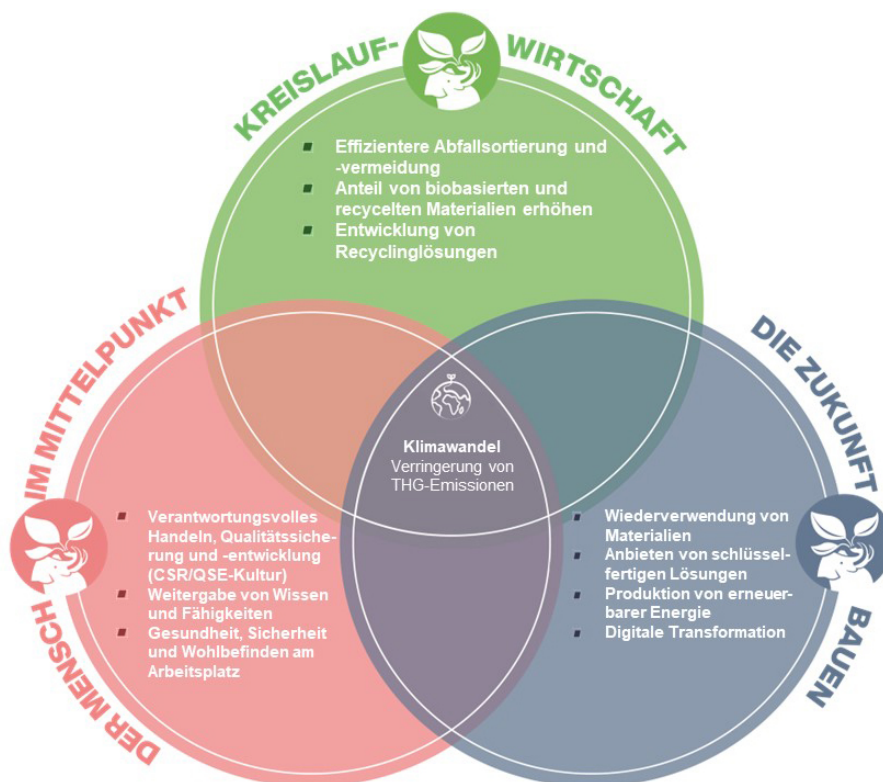 KREISLAUF-WIRTSCHAFT
Effizientere Abfallsortierung und
-vermeidung
Anteil von biobasierten und
recycelten Materialien erhöhen
Entwicklung von
Recyclinglösungen
Klimawandel
Verringerung von
THG-Emissionen
DER MENSCH IM MITTELPUNKT
Verantwortungsvolles
Handeln, Qualitätssiche-
rung und -entwicklung
(CSR/QSE-Kultur)
Weitergabe von Wissen
und Fähigkeiten
Gesundheit, Sicherheit
und Wohlbefinden am
Arbeitsplatz
DIE ZUKUNFT BAUEN
Wiederverwendung von
Materialien
Anbieten von schlüssel-
fertigen Lösungen
Produktion von erneuer-
barer Energie
Digitale Transformation